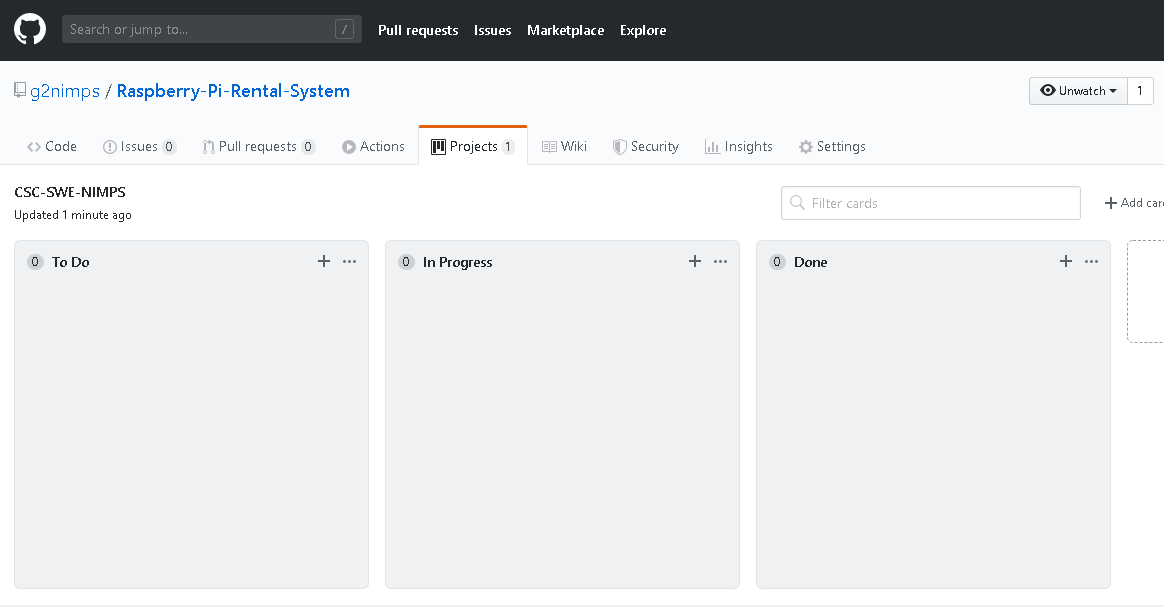 Search or jump to... / Pull requests Issues Marketplace Explore
g2nimps / Raspberry-Pi-Rental-System Unwatch 1
Code Issues 0 Pull requests 0 Actions Projects 1 Wiki Security Insights Settings
CSC-SWE-NIMPS
Updated 1 minute ago
Filter cards + Add car
0 To Do + ...
0 In Progress + ...
0 Done + ...